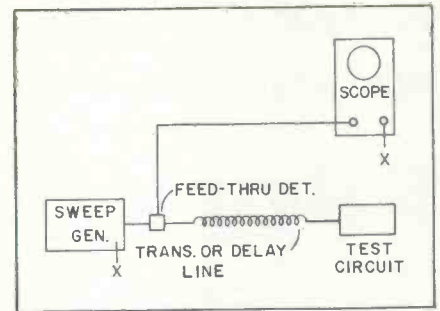 SCOPE
X
FEED-THRU DET.
SWEEP
GEN.
X
TRANS. OR DELAY
LINE
TEST
CIRCUIT